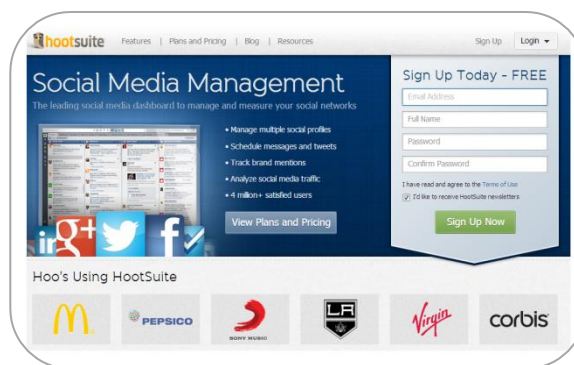 hootsuite Features | Plans and Pricing | Blog | Resources Sign Up Login
Social Media Management
The leading social media dashboard to manage and measure your social networks
• Manage multiple social profiles
• Schedule messages and tweets
• Track brand mentions
• Analyze social media traffic
• 4 million+ satisfied users
View Plans and Pricing
in g+ f
Sign Up Today - FREE
Email Address
Full Name
Password
Confirm Password
I have read and agree to the Terms of Use
I'd like to receive HootSuite newsletters
Sign Up Now
Hoo's Using HootSuite
PEPSICO
SONY MUSIC
LA
Virgin
corbis